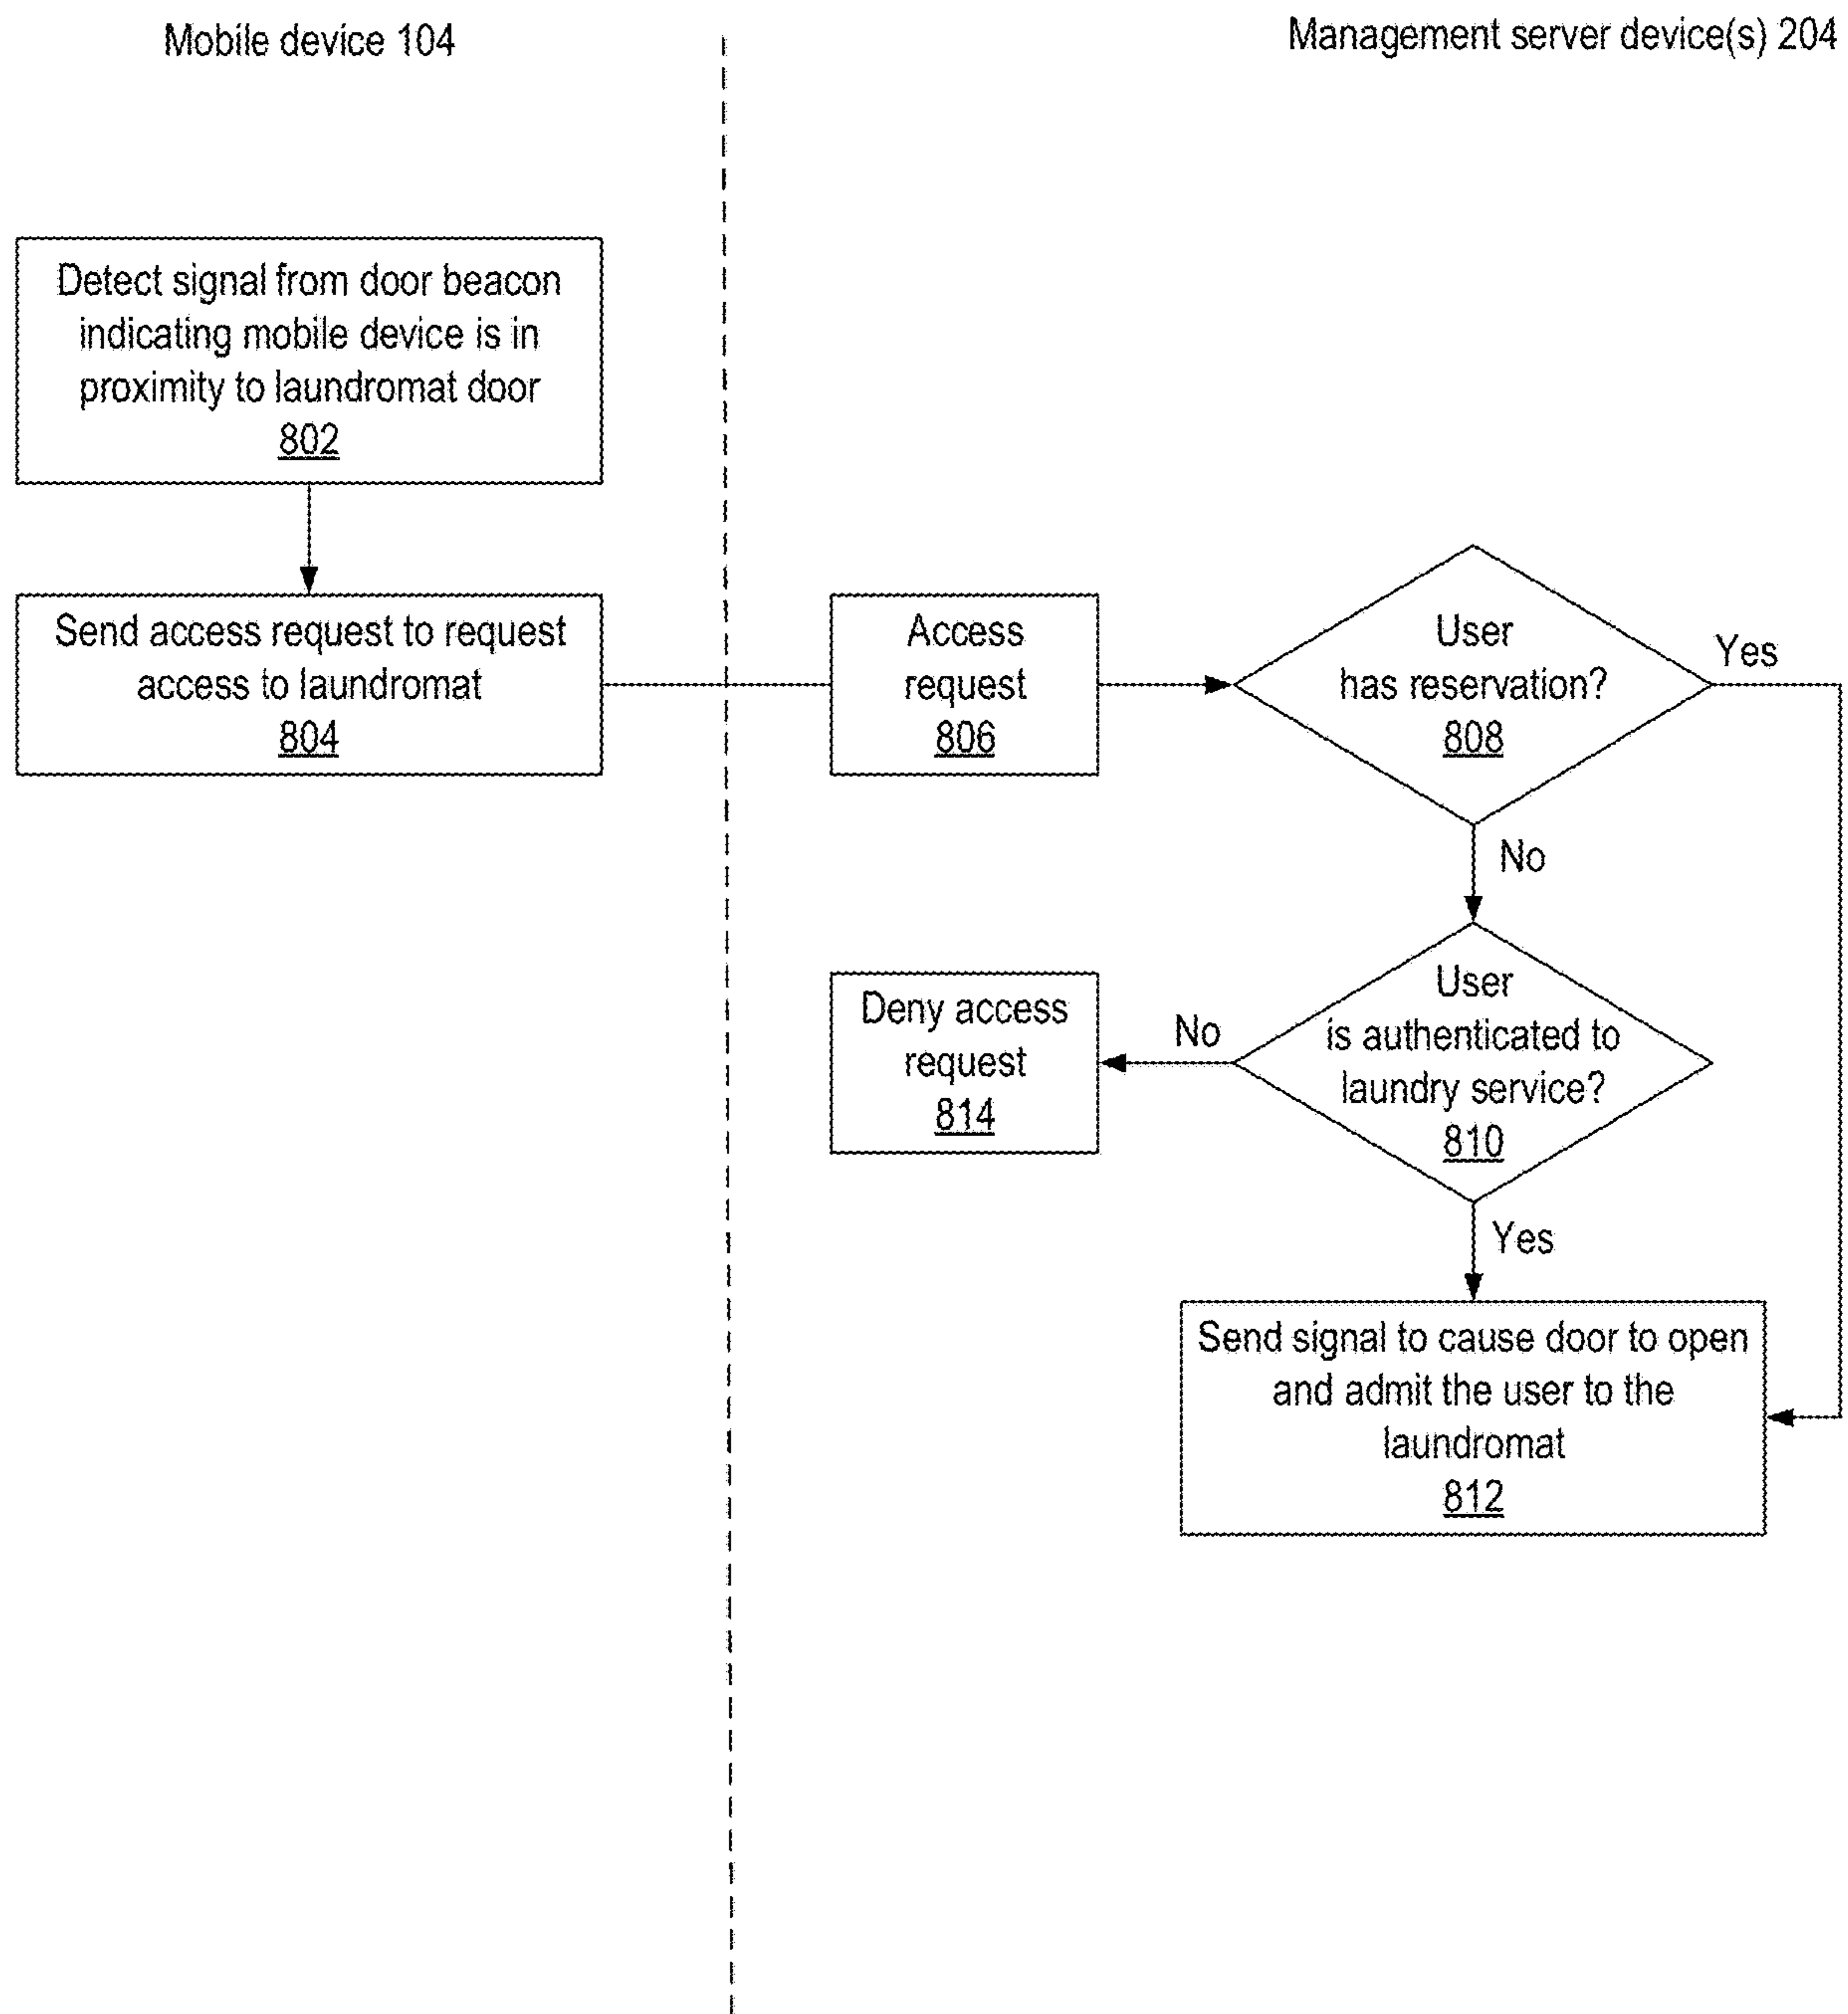 Mobile device 104
Management server device(s) 204
Detect signal from door beacon
indicating mobile device is in
proximity to laundromat door
802
Send access request to request
access to laundromat
804
Access
request
806
User
has reservation?
808
Yes
No
User
is authenticated to
laundry service?
810
No
Deny access
request
814
Yes
Send signal to cause door to open
and admit the user to the
laundromat
812